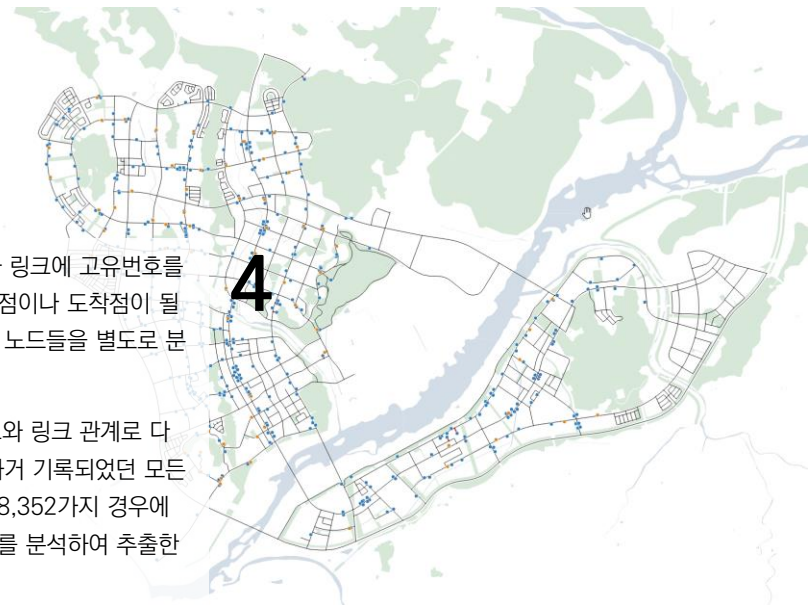 링크에 고유번호를
점이나 도착점이 될
노드들을 별도로 분
4
와 링크 관계로 다
거 기록되었던 모든
8,352가지 경우에
를 분석하여 추출한